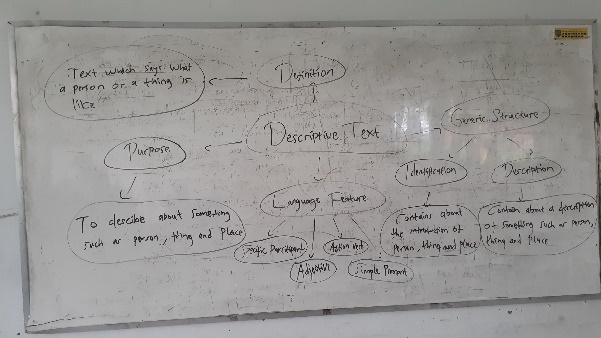 Definition
Text which says what
a person or a thing is
like
Descriptive Text
Generic Structure
Purpose
Identification
Description
Language Feature
To describe about something
such as person, thing and place
Contains about
the introduction of
person, thing and place
Contain about a description
of something such as person,
thing and place
Specific Participant
Action verb
Adjective
Simple Present